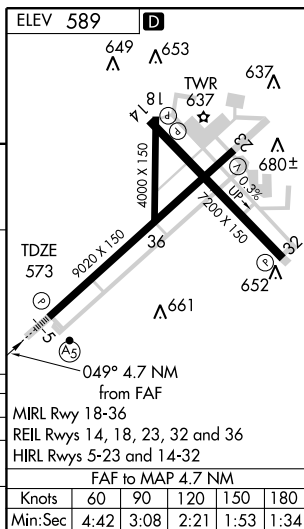 ELEV 589 D
649 653
TWR
637 637
14 18
P
P
23
V
680±
4000 X 150
0.3%
UP
7200 X 150
36
9020 X 150
32
TDZE
573
P
652
P
661
5
A5
049° 4.7 NM
from FAF
MIRL Rwy 18-36
REIL Rwys 14, 18, 23, 32 and 36
HIRL Rwys 5-23 and 14-32
FAF to MAP 4.7 NM
Knots 60 90 120 150 180
Min:Sec 4:42 3:08 2:21 1:53 1:34